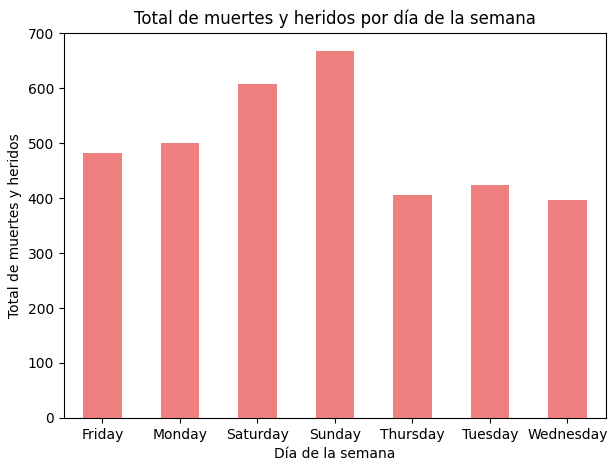 Total de muertes y heridos por día de la semana
Total de muertes y heridos
700
600
500
400
300
200
100
0
Friday Monday Saturday Sunday Thursday Tuesday Wednesday
Día de la semana